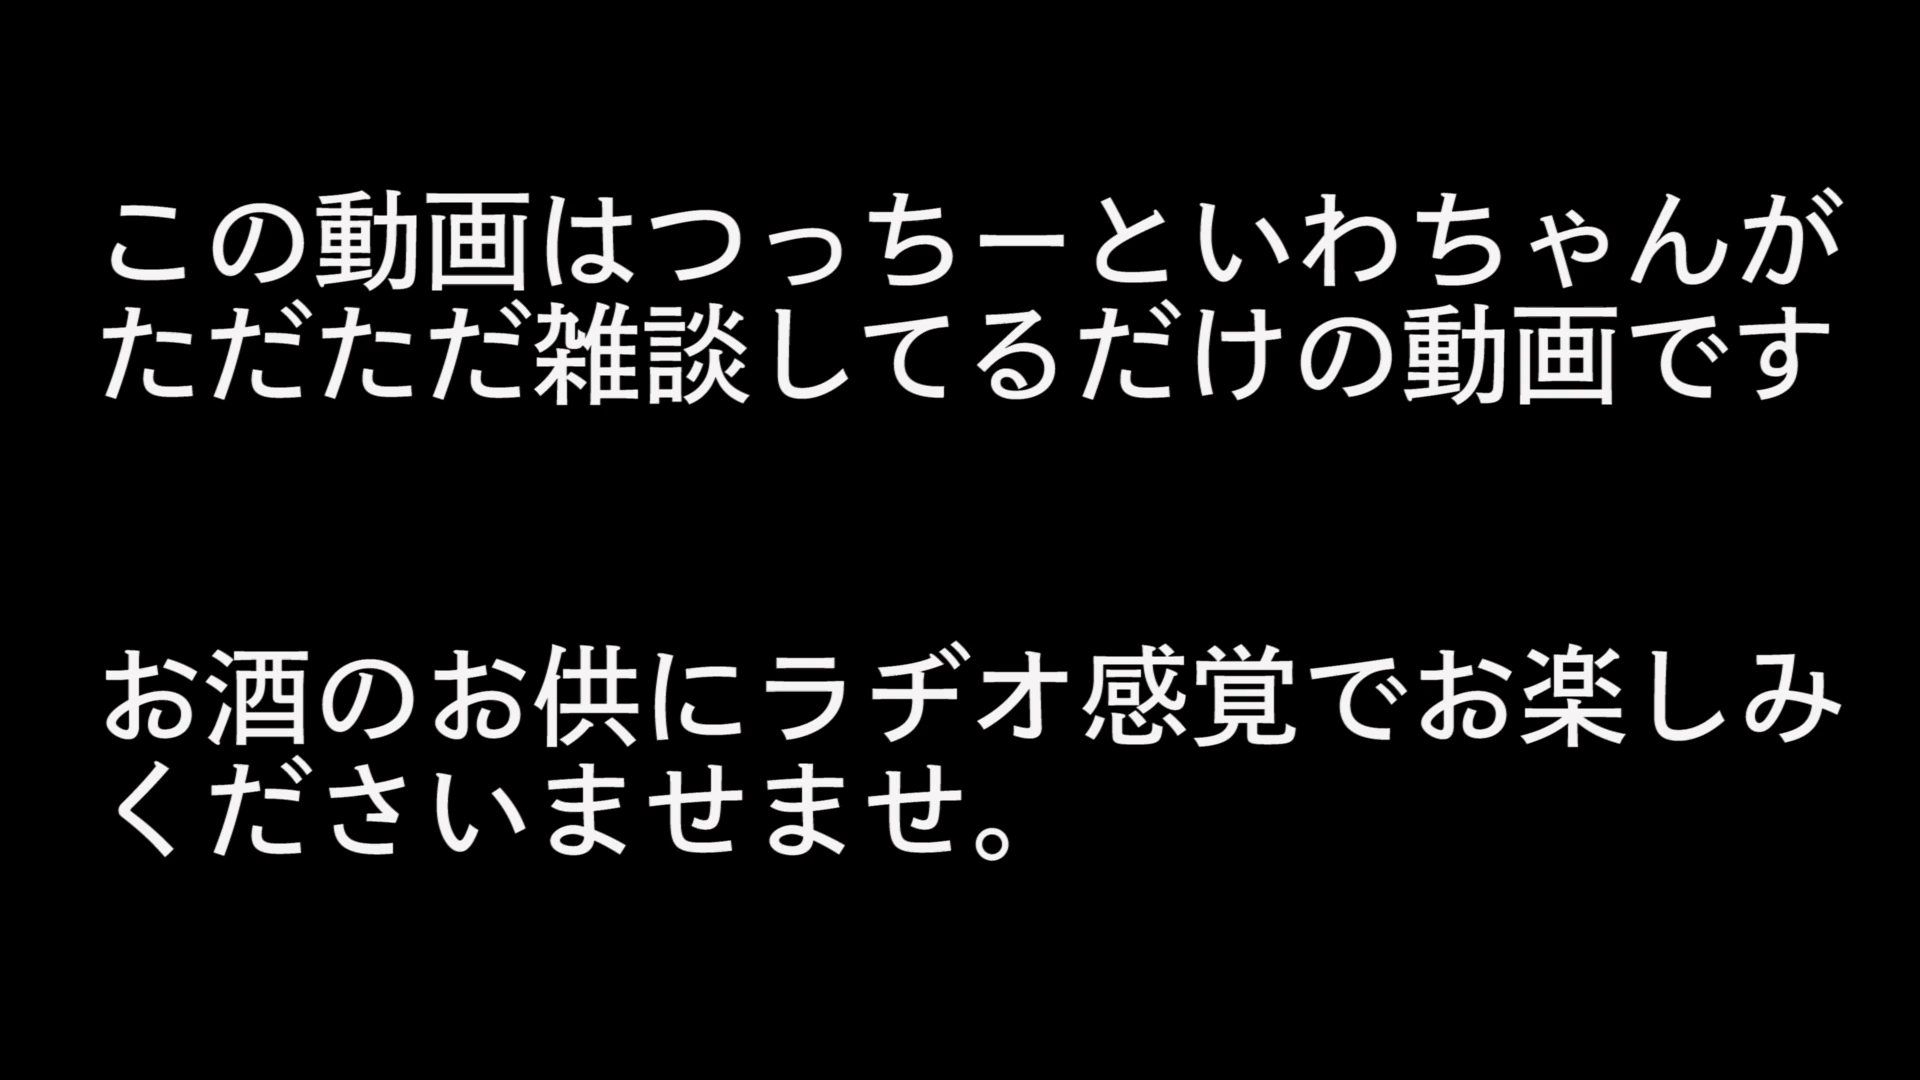 この動画はつっちーといわちゃんが
ただただ雑談してるだけの動画です
お酒のお供にラヂオ感覚でお楽しみ
くださいませませ。